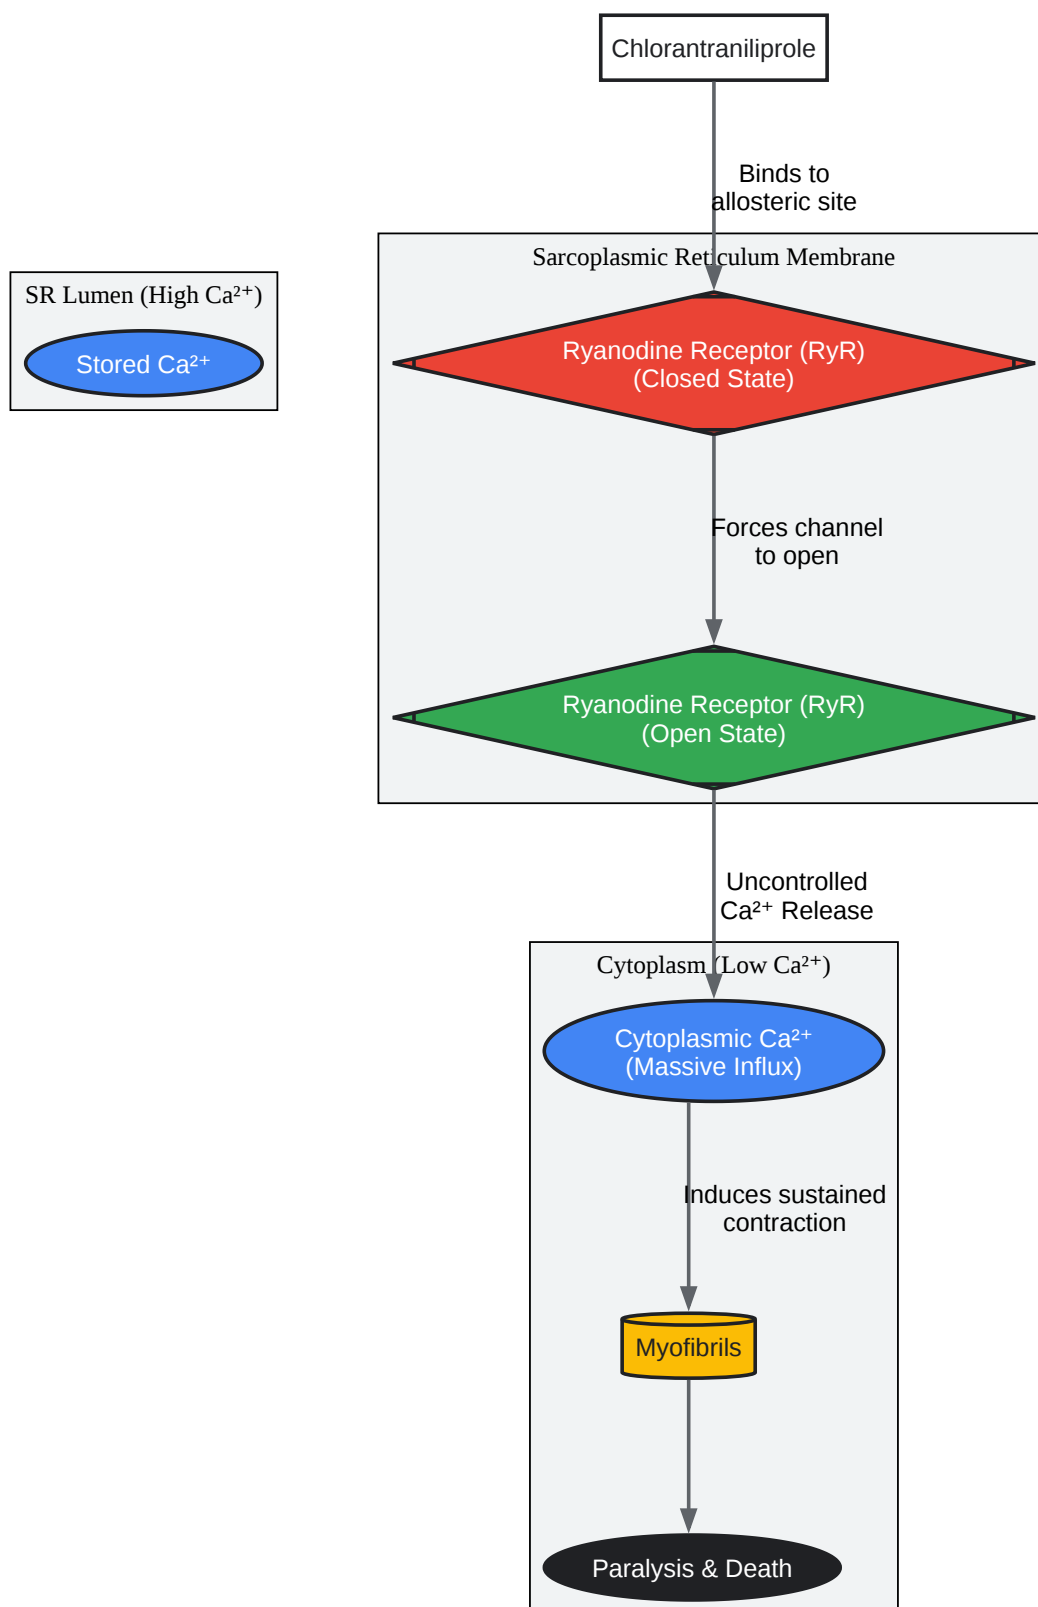 Chlorantraniliprole
Binds to
allosteric site
Sarcoplasmic Reticulum Membrane
SR Lumen (High Ca²⁺)
Stored Ca²⁺
Ryanodine Receptor (RyR)
(Closed State)
Forces channel
to open
Ryanodine Receptor (RyR)
(Open State)
Uncontrolled
Ca²⁺ Release
Cytoplasm (Low Ca²⁺)
Cytoplasmic Ca²⁺
(Massive Influx)
Induces sustained
contraction
Myofibrils
Paralysis & Death